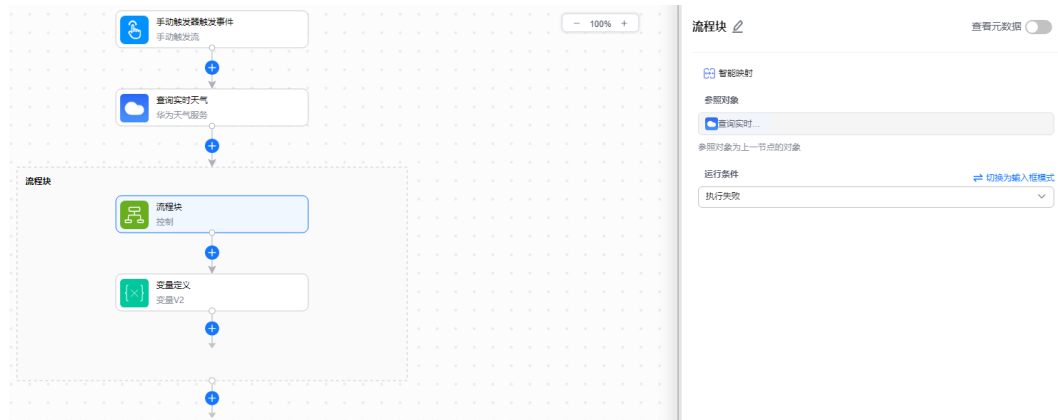 手动触发器触发事件
手动触发流
查询实时天气
华为天气服务
流程块
流程块
控制
变量定义
变量V2
− 100% +
流程块
查看元数据
智能映射
参照对象
查询实时...
参照对象为上一节点的对象
运行条件
切换为输入框模式
执行失败